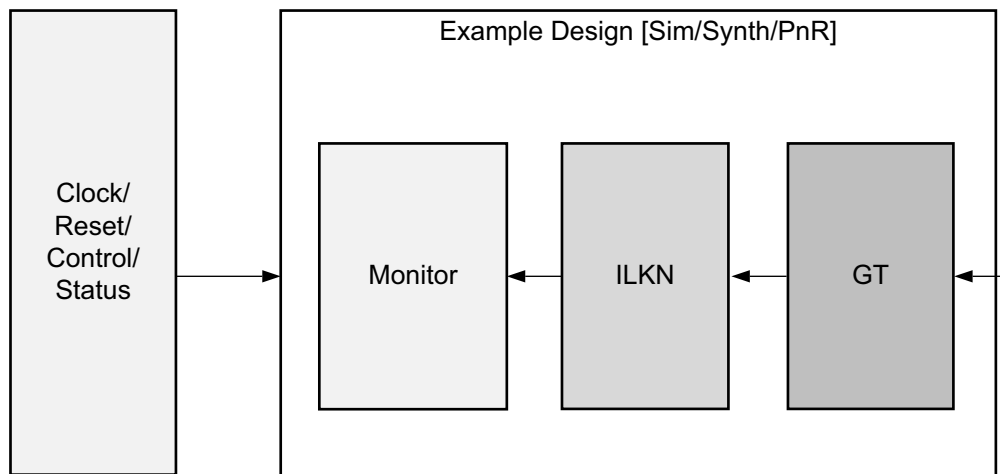 Example Design [Sim/Synth/PnR]
Clock/
Reset/
Control/
Status
Monitor
ILKN
GT